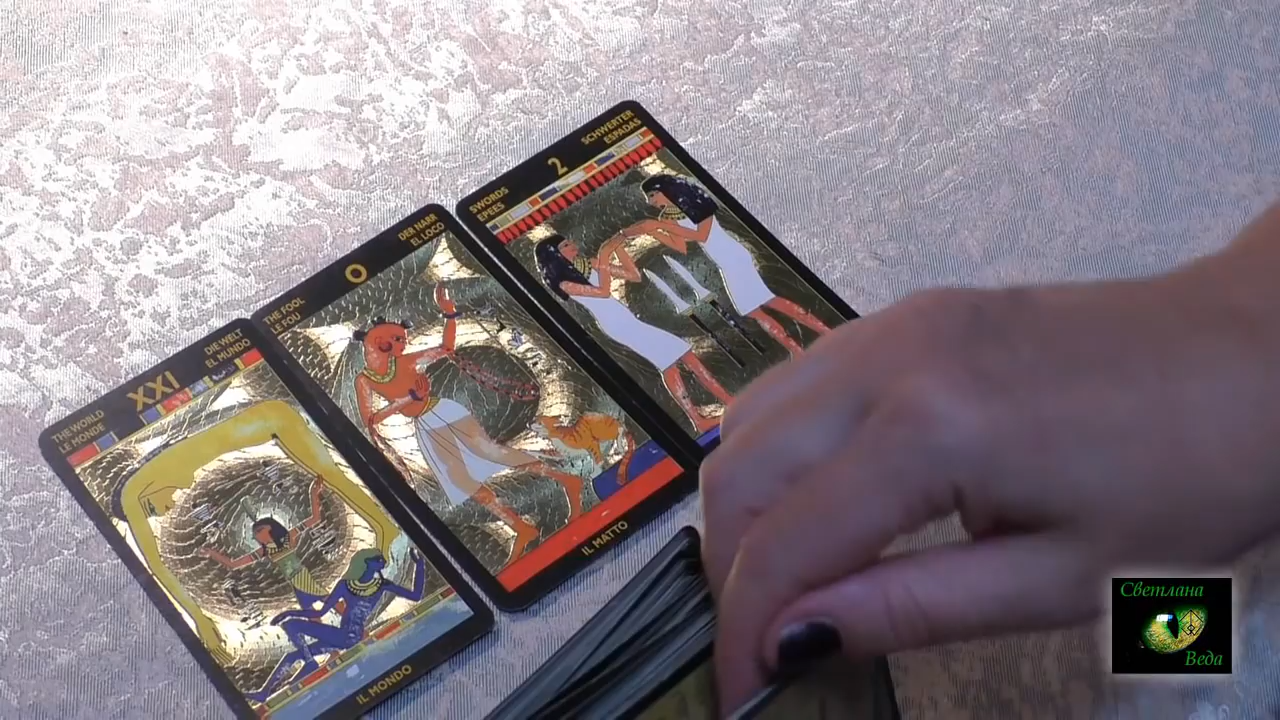 THE WORLD
LE MONDE
XXI
DIE WELT
EL MUNDO
IL MONDO
THE FOOL
LE FOU
0
DER NARR
EL LOCO
IL MATTO
SWORDS
EPEES
2
SCHWERTER
ESPADAS
Светлана
Веда